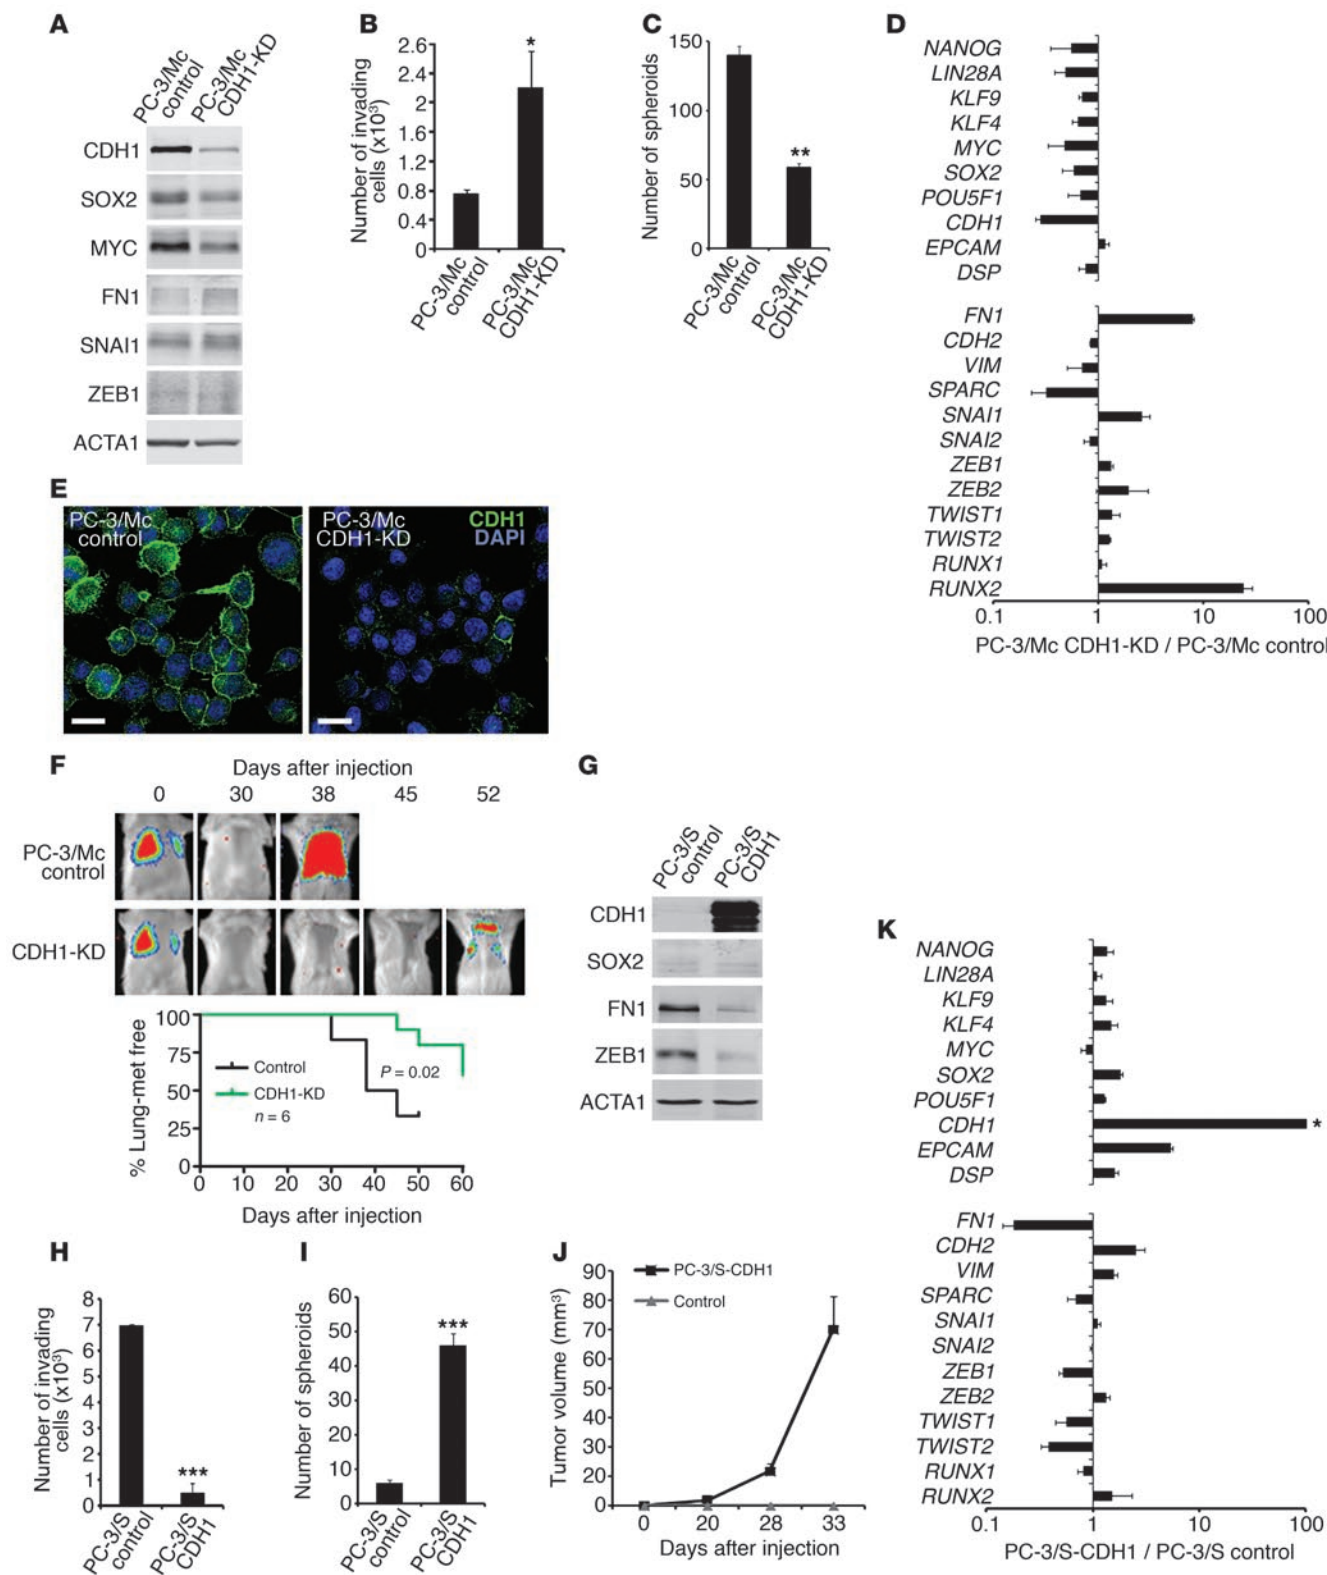 A
PC-3/Mc
control
PC-3/Mc
CDH1-KD
CDH1
SOX2
MYC
FN1
SNAI1
ZEB1
ACTA1
B
Number of invading
cells (x10³)
2.6
2.4
2.0
1.6
1.2
0.8
0.4
0
*
PC-3/Mc
control
PC-3/Mc
CDH1-KD
C
Number of spheroids
150
100
50
0
**
PC-3/Mc
control
PC-3/Mc
CDH1-KD
D
NANOG
LIN28A
KLF9
KLF4
MYC
SOX2
POU5F1
CDH1
EPCAM
DSP
FN1
CDH2
VIM
SPARC
SNAI1
SNAI2
ZEB1
ZEB2
TWIST1
TWIST2
RUNX1
RUNX2
0.1 1 10 100
PC-3/Mc CDH1-KD / PC-3/Mc control
E
PC-3/Mc
control
PC-3/Mc
CDH1-KD
CDH1
DAPI
F
Days after injection
0 30 38 45 52
PC-3/Mc
control
CDH1-KD
% Lung-met free
100
75
50
25
0
Control
CDH1-KD
n = 6
P = 0.02
0 10 20 30 40 50 60
Days after injection
G
PC-3/S
control
PC-3/S
CDH1
CDH1
SOX2
FN1
ZEB1
ACTA1
H
Number of invading
cells (x10³)
8
7
6
5
4
3
2
1
0
***
PC-3/S
control
PC-3/S
CDH1
I
Number of spheroids
60
50
40
30
20
10
0
***
PC-3/S
control
PC-3/S
CDH1
J
PC-3/S-CDH1
Control
Tumor volume (mm³)
90
80
70
60
50
40
30
20
10
0
0 20 28 33
Days after injection
K
NANOG
LIN28A
KLF9
KLF4
MYC
SOX2
POU5F1
CDH1
*
EPCAM
DSP
FN1
CDH2
VIM
SPARC
SNAI1
SNAI2
ZEB1
ZEB2
TWIST1
TWIST2
RUNX1
RUNX2
0.1 1 10 100
PC-3/S-CDH1 / PC-3/S control